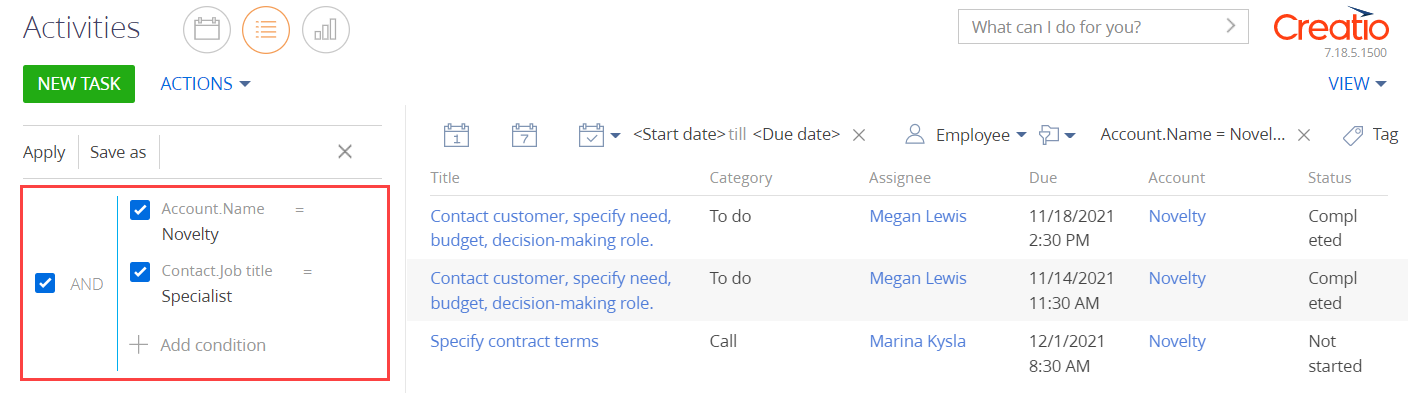 Activities
What can I do for you?
Creatio
7.18.5.1500
NEW TASK
ACTIONS
VIEW
Apply
Save as
1
7
<Start date> till <Due date>
Employee
Account.Name = Novel...
Tag
AND
Account.Name =
Novelty
Contact.Job title =
Specialist
Add condition
Title Category Assignee Due Account Status
Contact customer, specify need, To do Megan Lewis 11/18/2021 Novelty Compl
budget, decision-making role. 2:30 PM eted
Contact customer, specify need, To do Megan Lewis 11/14/2021 Novelty Compl
budget, decision-making role. 11:30 AM eted
Specify contract terms Call Marina Kysla 12/1/2021 Novelty Not
8:30 AM started